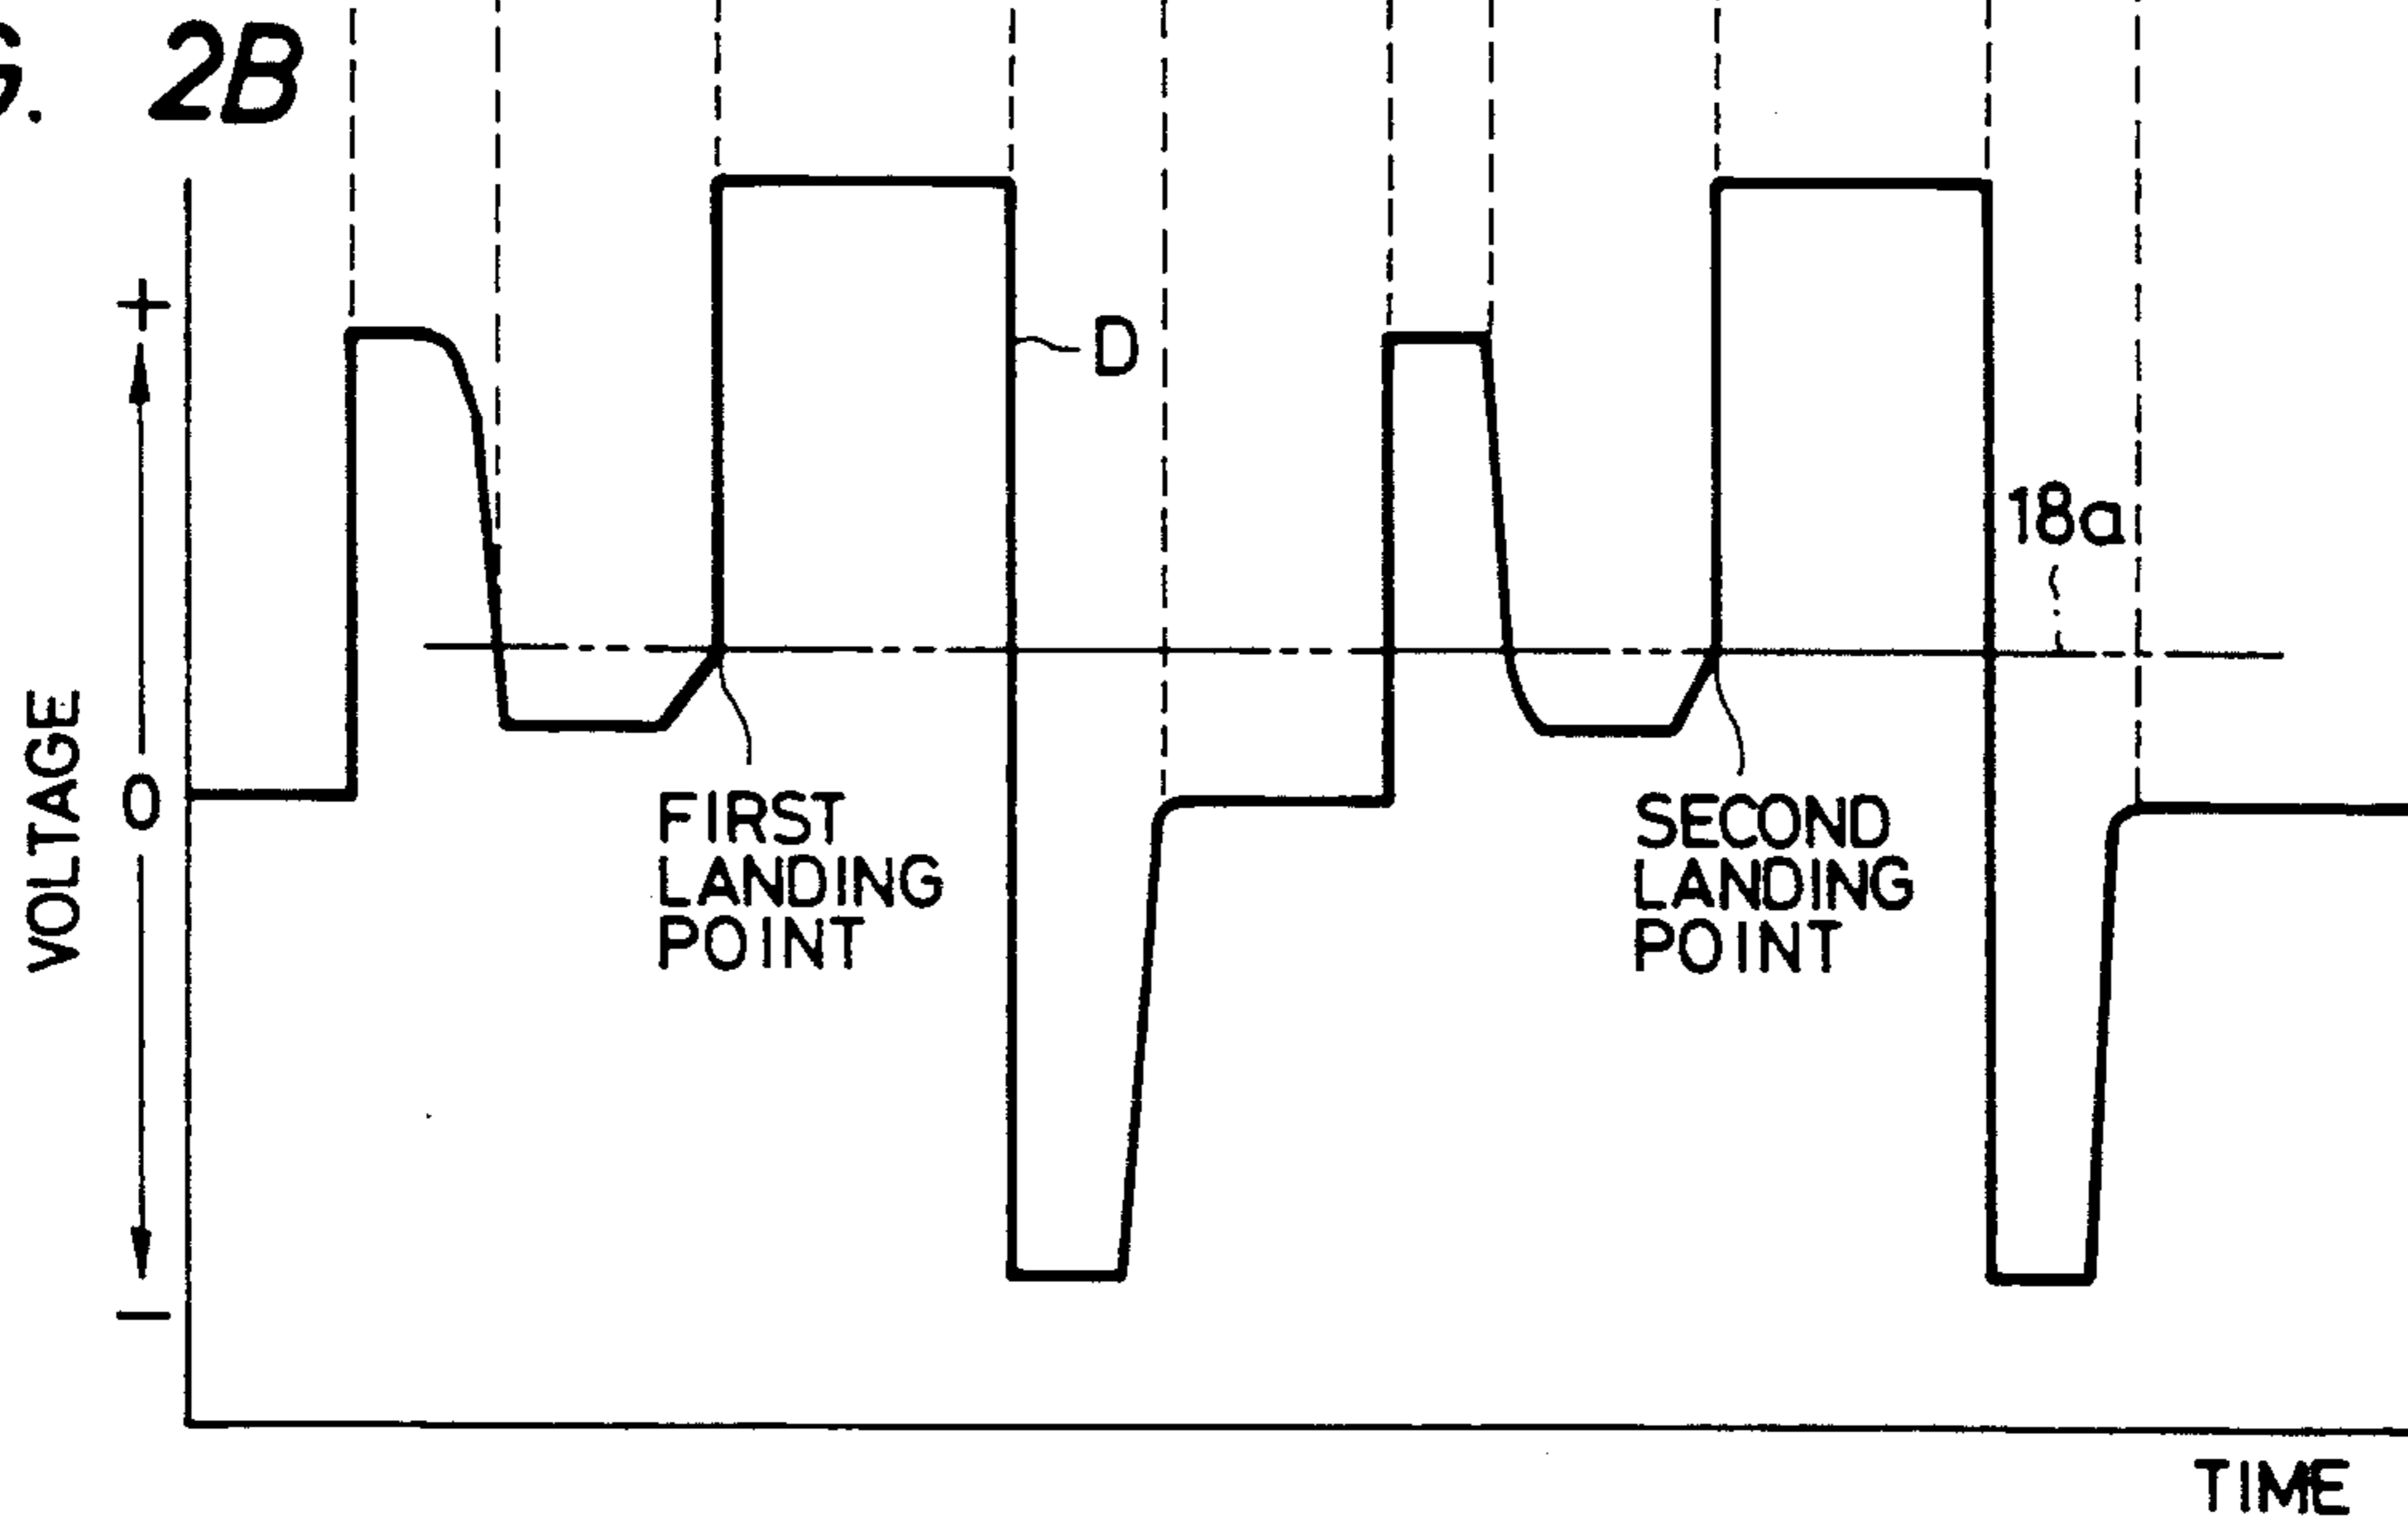 G. 2B
+
D
18a
VOLTAGE
0
FIRST
LANDING
POINT
SECOND
LANDING
POINT
−
TIME